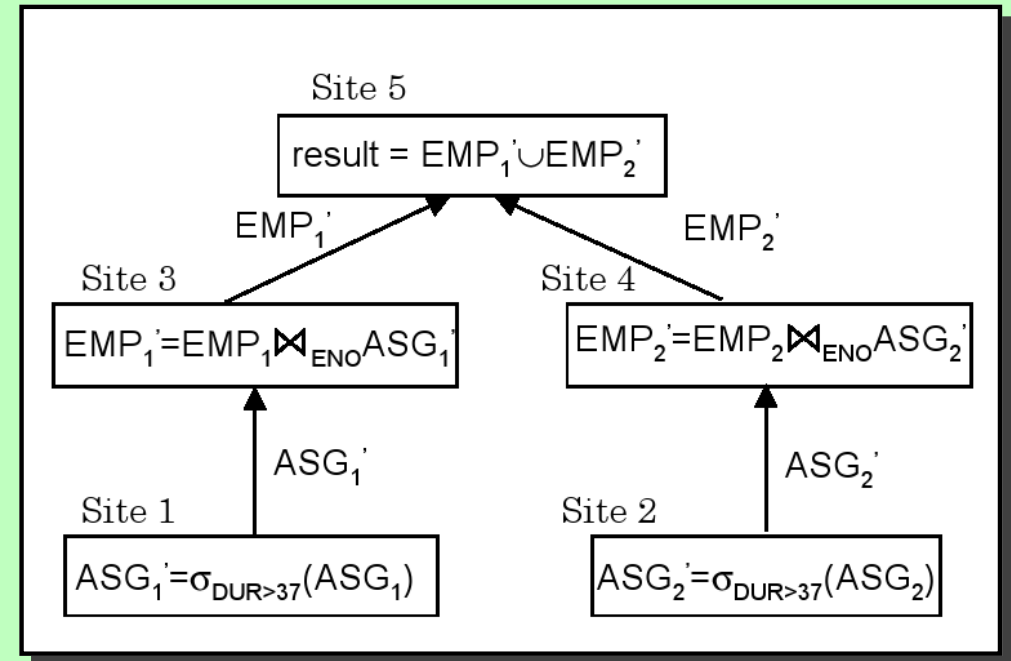 Site 5
result = EMP₁'∪EMP₂'
EMP₁'
EMP₂'
Site 3
Site 4
EMP₁'=EMP₁⋈ENOASG₁'
EMP₂'=EMP₂⋈ENOASG₂'
ASG₁'
ASG₂'
Site 1
Site 2
ASG₁'=σDUR>37(ASG₁)
ASG₂'=σDUR>37(ASG₂)